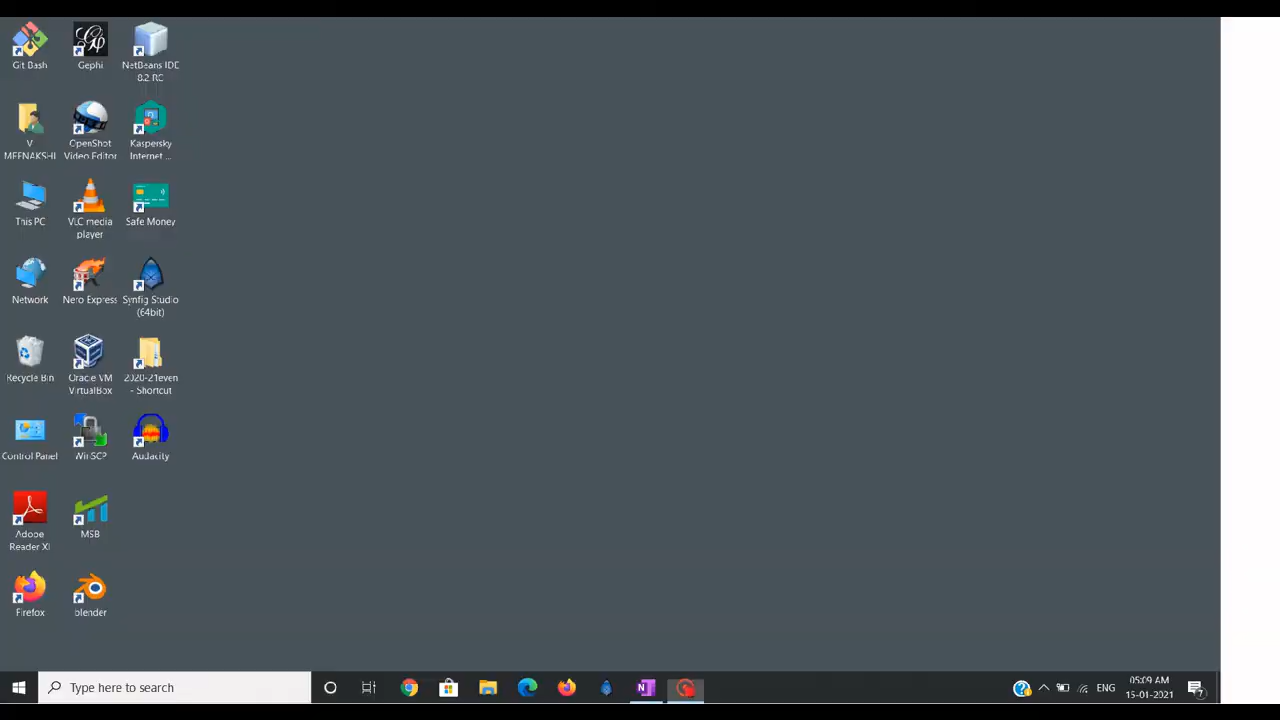 Git Bash
Gephi
NetBeans IDE
8.2 RC
V
MEENAKSHI
OpenShot
Video Editor
Kaspersky
Internet ...
This PC
VLC media
player
Safe Money
Network
Nero Express
Synfig Studio
(64bit)
Recycle Bin
Oracle VM
VirtualBox
2020-21even
- Shortcut
Control Panel
WinSCP
Audacity
Adobe
Reader XI
MSB
Firefox
blender
Type here to search
ENG
05:09 AM
15-01-2021